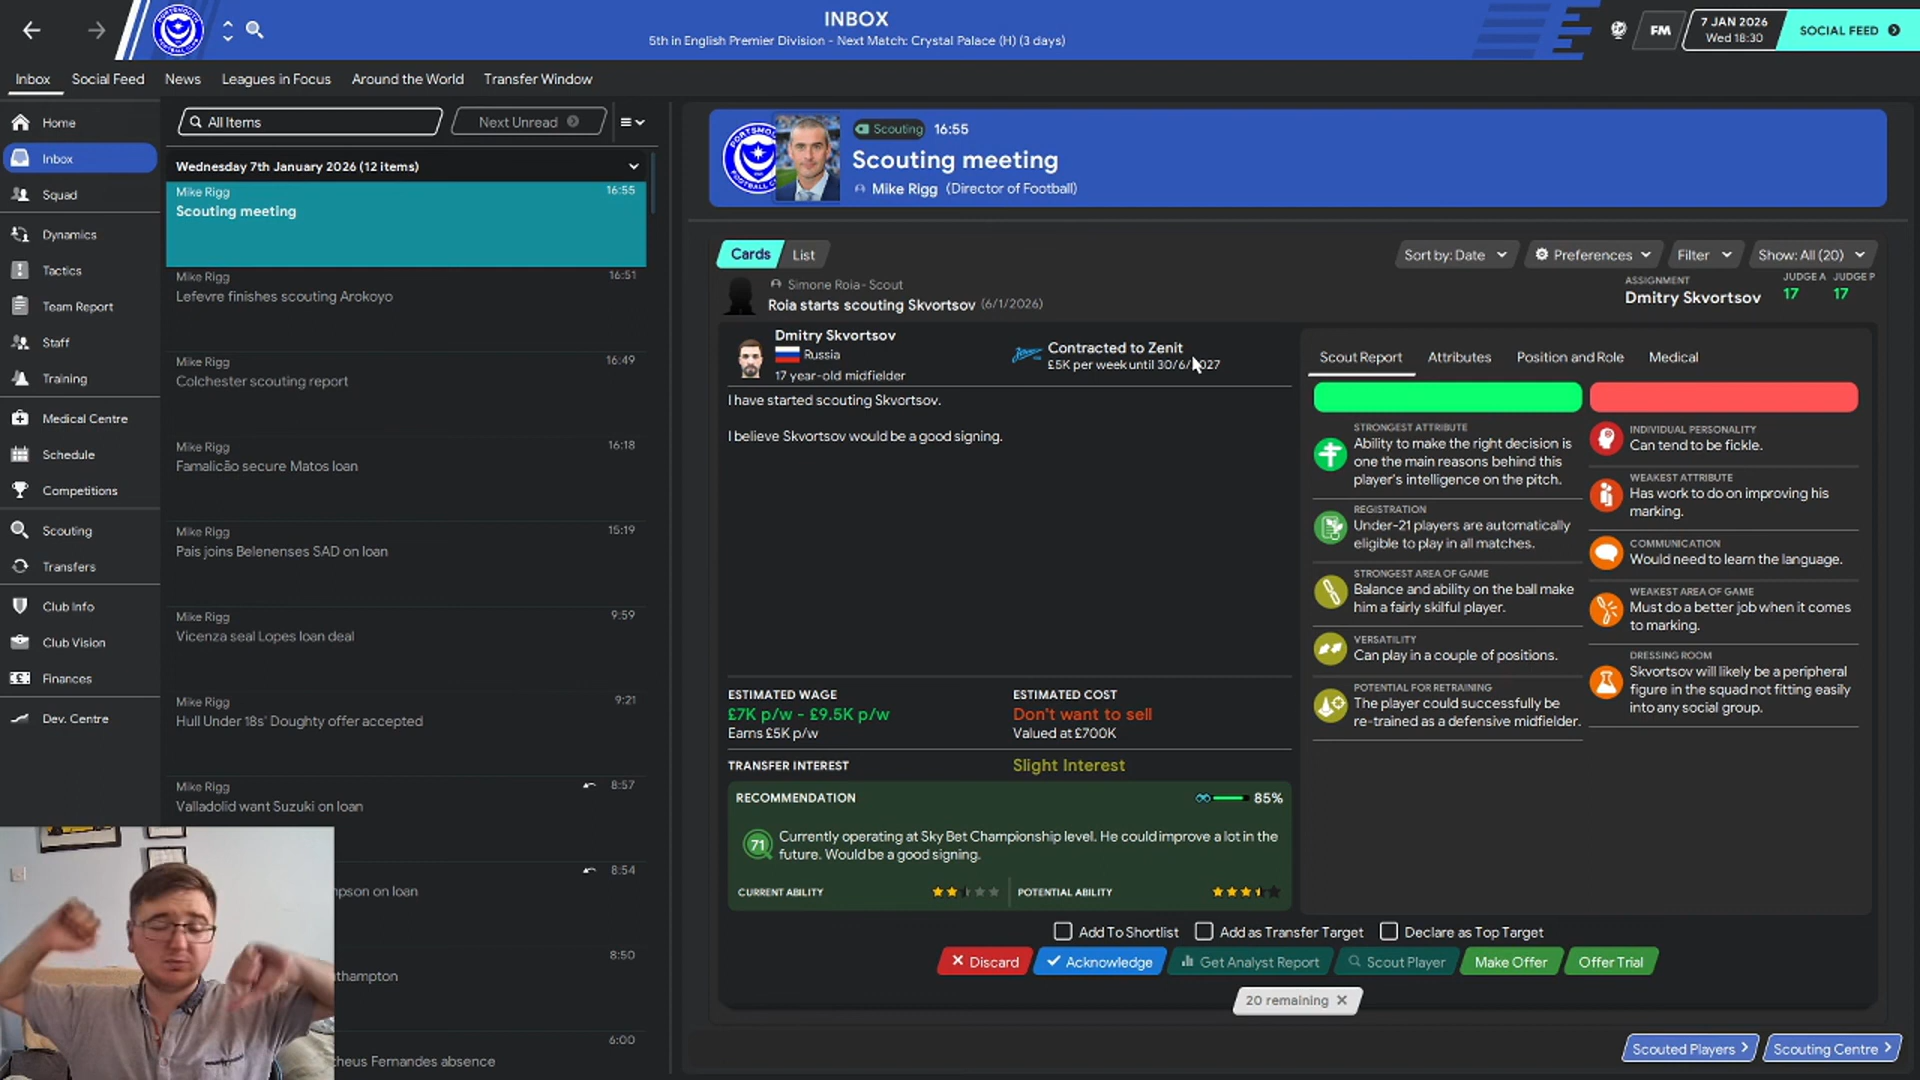 INBOX
5th in English Premier Division - Next Match: Crystal Palace (H) (3 days)
FM
7 JAN 2026
Wed 18:30
SOCIAL FEED
Inbox
Social Feed
News
Leagues in Focus
Around the World
Transfer Window
Home
Inbox
Squad
Dynamics
Tactics
Team Report
Staff
Training
Medical Centre
Schedule
Competitions
Scouting
Transfers
Club Info
Club Vision
Finances
Dev. Centre
All Items
Next Unread
Wednesday 7th January 2026 (12 items)
Mike Rigg 16:55
Scouting meeting
Mike Rigg 16:51
Lefevre finishes scouting Arokoyo
Mike Rigg 16:49
Colchester scouting report
Mike Rigg 16:18
Famalicão secure Matos loan
Mike Rigg 15:19
Pais joins Belenenses SAD on loan
Mike Rigg 9:59
Vicenza seal Lopes loan deal
Mike Rigg 9:21
Hull Under 18s' Doughty offer accepted
Mike Rigg 8:57
Valladolid want Suzuki on loan
8:54
pson on loan
8:50
thampton
6:00
heus Fernandes absence
PORTSMOUTH
Scouting 16:55
Scouting meeting
Mike Rigg (Director of Football)
Cards
List
Sort by: Date
Preferences
Filter
Show: All (20)
Simone Roia - Scout
Roia starts scouting Skvortsov (6/1/2026)
ASSIGNMENT
Dmitry Skvortsov
JUDGE A
17
JUDGE P
17
Dmitry Skvortsov
Russia
17 year-old midfielder
Contracted to Zenit
£5K per week until 30/6/2027
I have started scouting Skvortsov.
I believe Skvortsov would be a good signing.
ESTIMATED WAGE
£7K p/w - £9.5K p/w
Earns £5K p/w
ESTIMATED COST
Don't want to sell
Valued at £700K
TRANSFER INTEREST
Slight Interest
RECOMMENDATION
85%
71
Currently operating at Sky Bet Championship level. He could improve a lot in the
future. Would be a good signing.
CURRENT ABILITY
POTENTIAL ABILITY
Scout Report
Attributes
Position and Role
Medical
STRONGEST ATTRIBUTE
Ability to make the right decision is
one the main reasons behind this
player's intelligence on the pitch.
REGISTRATION
Under-21 players are automatically
eligible to play in all matches.
STRONGEST AREA OF GAME
Balance and ability on the ball make
him a fairly skilful player.
VERSATILITY
Can play in a couple of positions.
POTENTIAL FOR RETRAINING
The player could successfully be
re-trained as a defensive midfielder.
INDIVIDUAL PERSONALITY
Can tend to be fickle.
WEAKEST ATTRIBUTE
Has work to do on improving his
marking.
COMMUNICATION
Would need to learn the language.
WEAKEST AREA OF GAME
Must do a better job when it comes
to marking.
DRESSING ROOM
Skvortsov will likely be a peripheral
figure in the squad not fitting easily
into any social group.
Add To Shortlist
Add as Transfer Target
Declare as Top Target
Discard
Acknowledge
Get Analyst Report
Scout Player
Make Offer
Offer Trial
20 remaining
Scouted Players
Scouting Centre